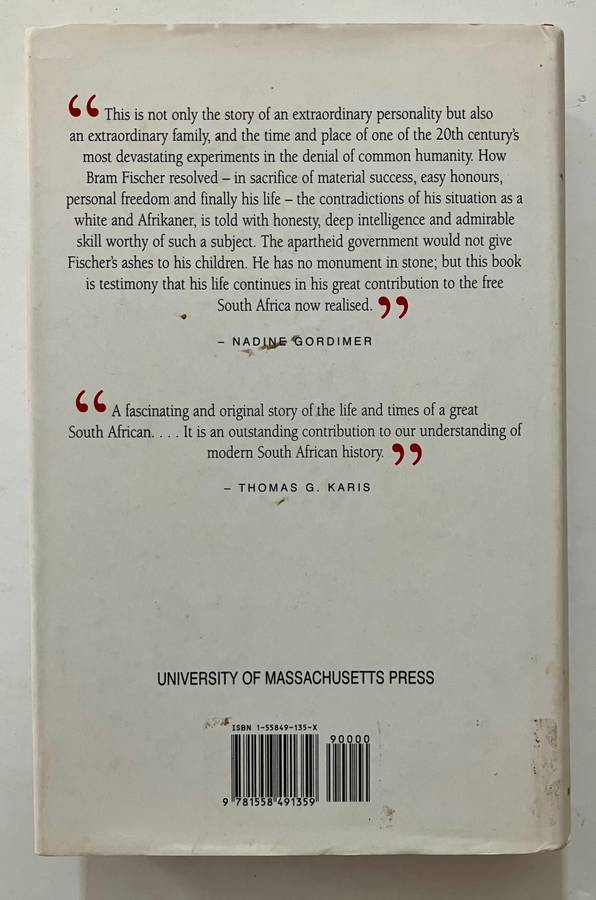 “ This is not only the story of an extraordinary personality but also
an extraordinary family, and the time and place of one of the 20th century's
most devastating experiments in the denial of common humanity. How
Bram Fischer resolved – in sacrifice of material success, easy honours,
personal freedom and finally his life – the contradictions of his situation as a
white and Afrikaner, is told with honesty, deep intelligence and admirable
skill worthy of such a subject. The apartheid government would not give
Fischer's ashes to his children. He has no monument in stone; but this book
is testimony that his life continues in his great contribution to the free
South Africa now realised. ”
– NADINE GORDIMER
“ A fascinating and original story of the life and times of a great
South African. . . . It is an outstanding contribution to our understanding of
modern South African history. ”
– THOMAS G. KARIS
UNIVERSITY OF MASSACHUSETTS PRESS
ISBN 1-55849-135-X
90000
9 781558 491359